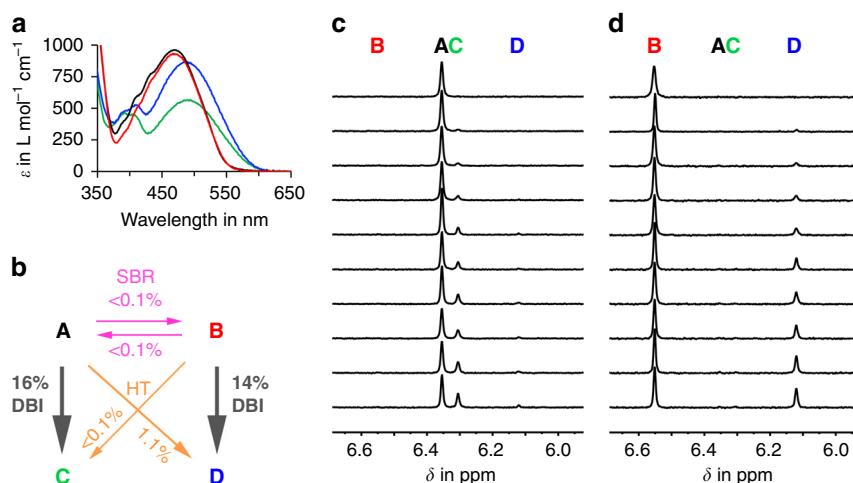 a
1000
750
500
250
0
ε in L mol⁻¹ cm⁻¹
350 450 550 650
Wavelength in nm
b
SBR
<0.1%
A B
<0.1%
16%
DBI
HT
14%
DBI
<0.1%
1.1%
C D
c
B A C D
6.6 6.4 6.2 6.0
δ in ppm
d
B A C D
6.6 6.4 6.2 6.0
δ in ppm